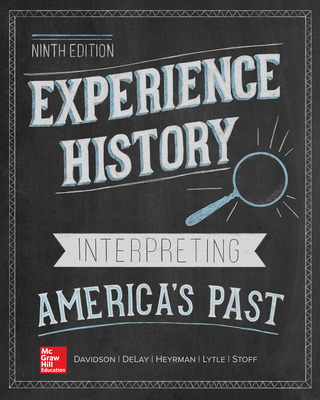 NINTH EDITION
EXPERIENCE
HISTORY
INTERPRETING
AMERICA'S PAST
Mc
Graw
Hill
Education
DAVIDSON | DELAY | HEYRMAN | LYTLE | STOFF